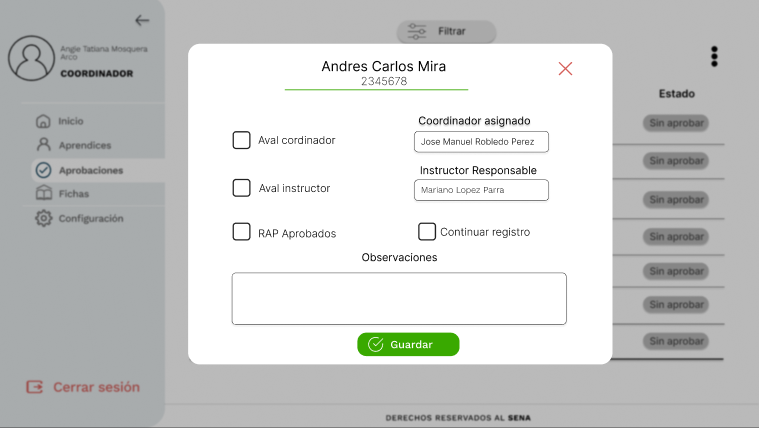 Angie Tatiana Mosquera
Arco
COORDINADOR
Inicio
Aprendices
Aprobaciones
Fichas
Configuración
Cerrar sesión
Filtrar
Estado
Sin aprobar
Sin aprobar
Sin aprobar
Sin aprobar
Sin aprobar
Sin aprobar
Sin aprobar
Andres Carlos Mira
2345678
Aval cordinador
Coordinador asignado
Jose Manuel Robledo Perez
Aval instructor
Instructor Responsable
Mariano Lopez Parra
RAP Aprobados
Continuar registro
Observaciones
Guardar
DERECHOS RESERVADOS AL SENA